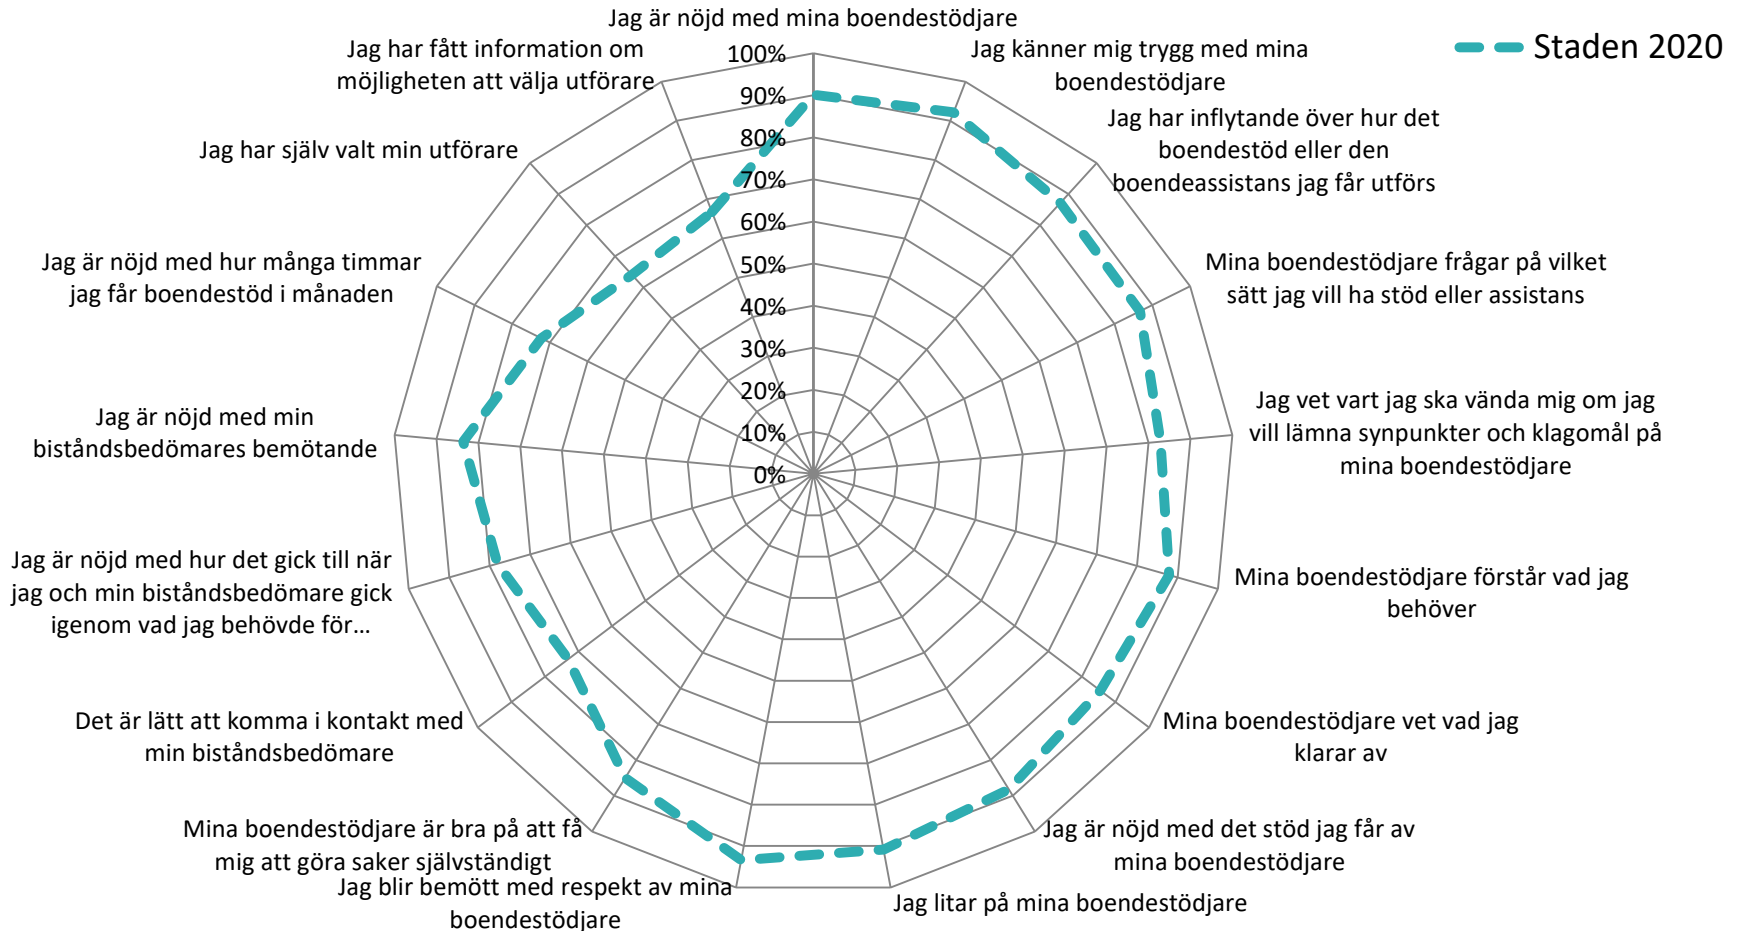 Jag är nöjd med mina boendestödjare
Jag känner mig trygg med mina
boendestödjare
Jag har inflytande över hur det
boendestöd eller den
boendeassistans jag får utförs
Mina boendestödjare frågar på vilket
sätt jag vill ha stöd eller assistans
Jag vet vart jag ska vända mig om jag
vill lämna synpunkter och klagomål på
mina boendestödjare
Mina boendestödjare förstår vad jag
behöver
Mina boendestödjare vet vad jag
klarar av
Jag är nöjd med det stöd jag får av
mina boendestödjare
Jag litar på mina boendestödjare
Jag blir bemött med respekt av mina
boendestödjare
Mina boendestödjare är bra på att få
mig att göra saker självständigt
Det är lätt att komma i kontakt med
min biståndsbedömare
Jag är nöjd med hur det gick till när
jag och min biståndsbedömare gick
igenom vad jag behövde för...
Jag är nöjd med min
biståndsbedömares bemötande
Jag är nöjd med hur många timmar
jag får boendestöd i månaden
Jag har själv valt min utförare
Jag har fått information om
möjligheten att välja utförare
100%
90%
80%
70%
60%
50%
40%
30%
20%
10%
0%
Staden 2020